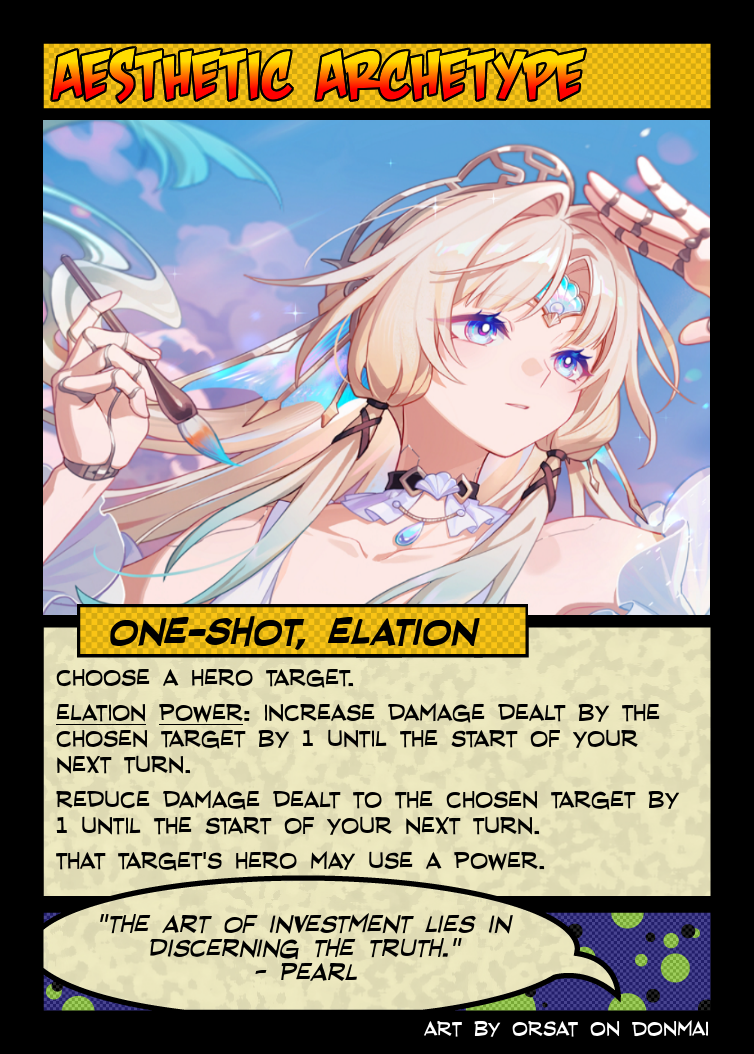 AESTHETIC ARCHETYPE
ONE-SHOT, ELATION
CHOOSE A HERO TARGET.
ELATION POWER: INCREASE DAMAGE DEALT BY THE
CHOSEN TARGET BY 1 UNTIL THE START OF YOUR
NEXT TURN.
REDUCE DAMAGE DEALT TO THE CHOSEN TARGET BY
1 UNTIL THE START OF YOUR NEXT TURN.
THAT TARGET'S HERO MAY USE A POWER.
"THE ART OF INVESTMENT LIES IN
DISCERNING THE TRUTH."
- PEARL
ART BY ORSAT ON DONMAI